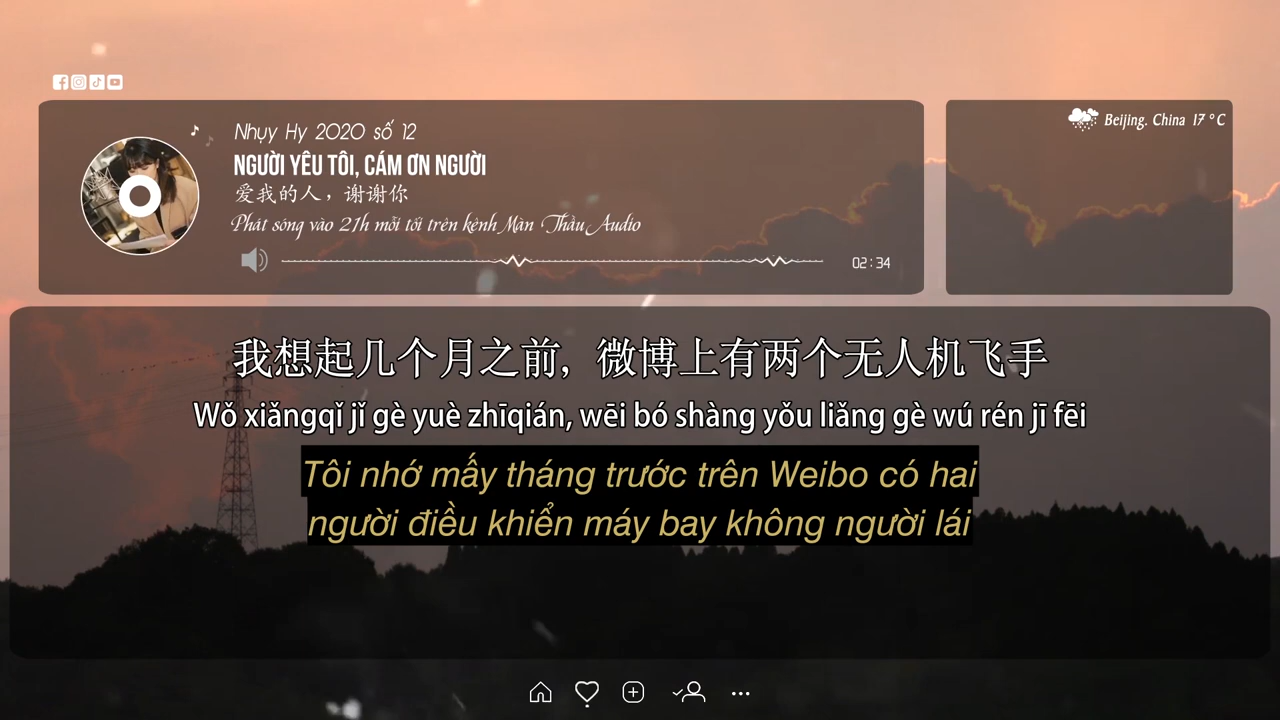 Nhụy Hy 2020 số 12
NGƯỜI YÊU TÔI, CÁM ƠN NGƯỜI
爱我的人，谢谢你
Phát sóng vào 21h mỗi tối trên kênh Màn Thầu Audio
02:34
Beijing. China 17 °C
我想起几个月之前，微博上有两个无人机飞手
Wǒ xiǎngqǐ jǐ gè yuè zhīqián, wēi bó shàng yǒu liǎng gè wú rén jī fēi
Tôi nhớ mấy tháng trước trên Weibo có hai
người điều khiển máy bay không người lái